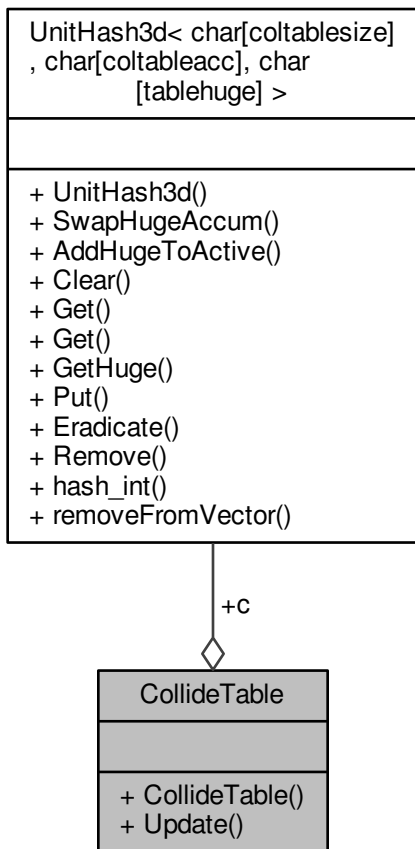 UnitHash3d< char[coltablesize]
, char[coltableacc], char
[tablehuge] >
+ UnitHash3d()
+ SwapHugeAccum()
+ AddHugeToActive()
+ Clear()
+ Get()
+ Get()
+ GetHuge()
+ Put()
+ Eradicate()
+ Remove()
+ hash_int()
+ removeFromVector()
+c
CollideTable
+ CollideTable()
+ Update()